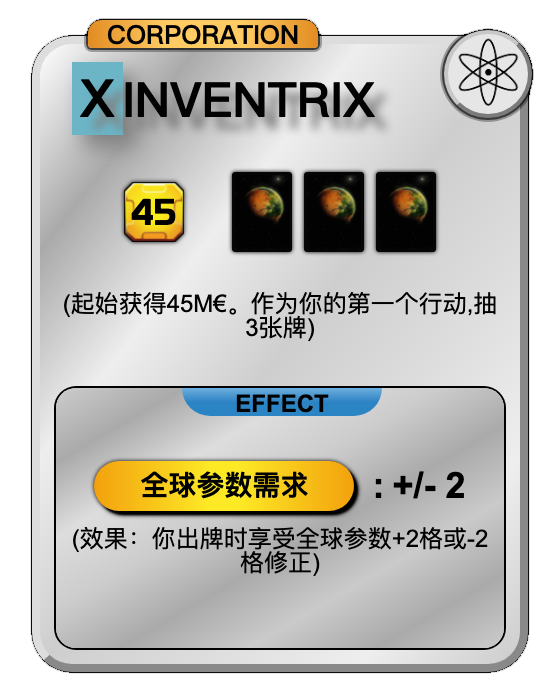 CORPORATION
X INVENTRIX
45
(起始获得45M€。作为你的第一个行动,抽
3张牌)
EFFECT
全球参数需求 : +/- 2
(效果：你出牌时享受全球参数+2格或-2
格修正)